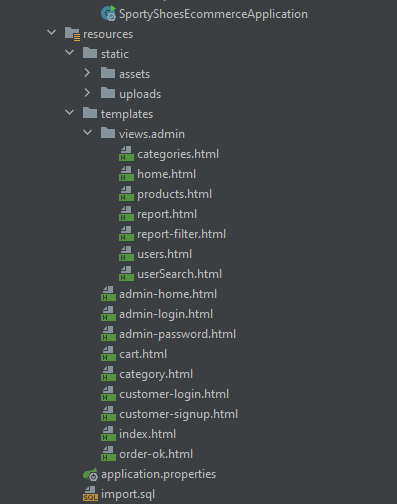 SportyShoesEcommerceApplication
resources
static
assets
uploads
templates
views.admin
categories.html
home.html
products.html
report.html
report-filter.html
users.html
userSearch.html
admin-home.html
admin-login.html
admin-password.html
cart.html
category.html
customer-login.html
customer-signup.html
index.html
order-ok.html
application.properties
import.sql